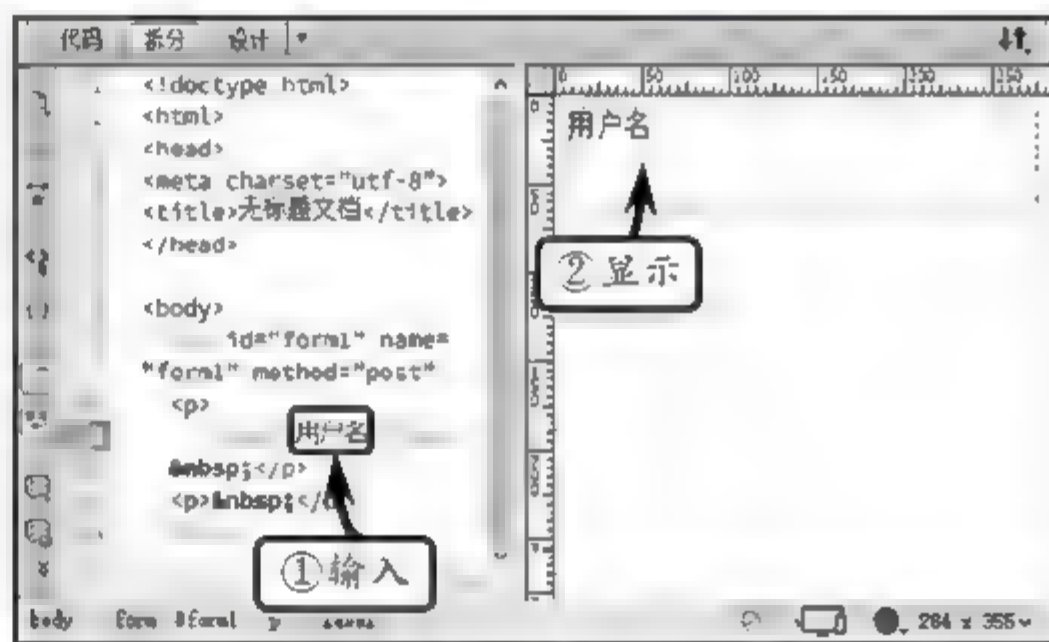 代码 拆分 设计
<!doctype html>
<html>
<head>
<meta charset="utf-8">
<title>无标题文档</title>
</head>
<body>
id="form1" name=
"form1" method="post"
<p>
用户名
&nbsp;</p>
<p>&nbsp;</
①输入
用户名
②显示
body form #form1 p
284 x 355